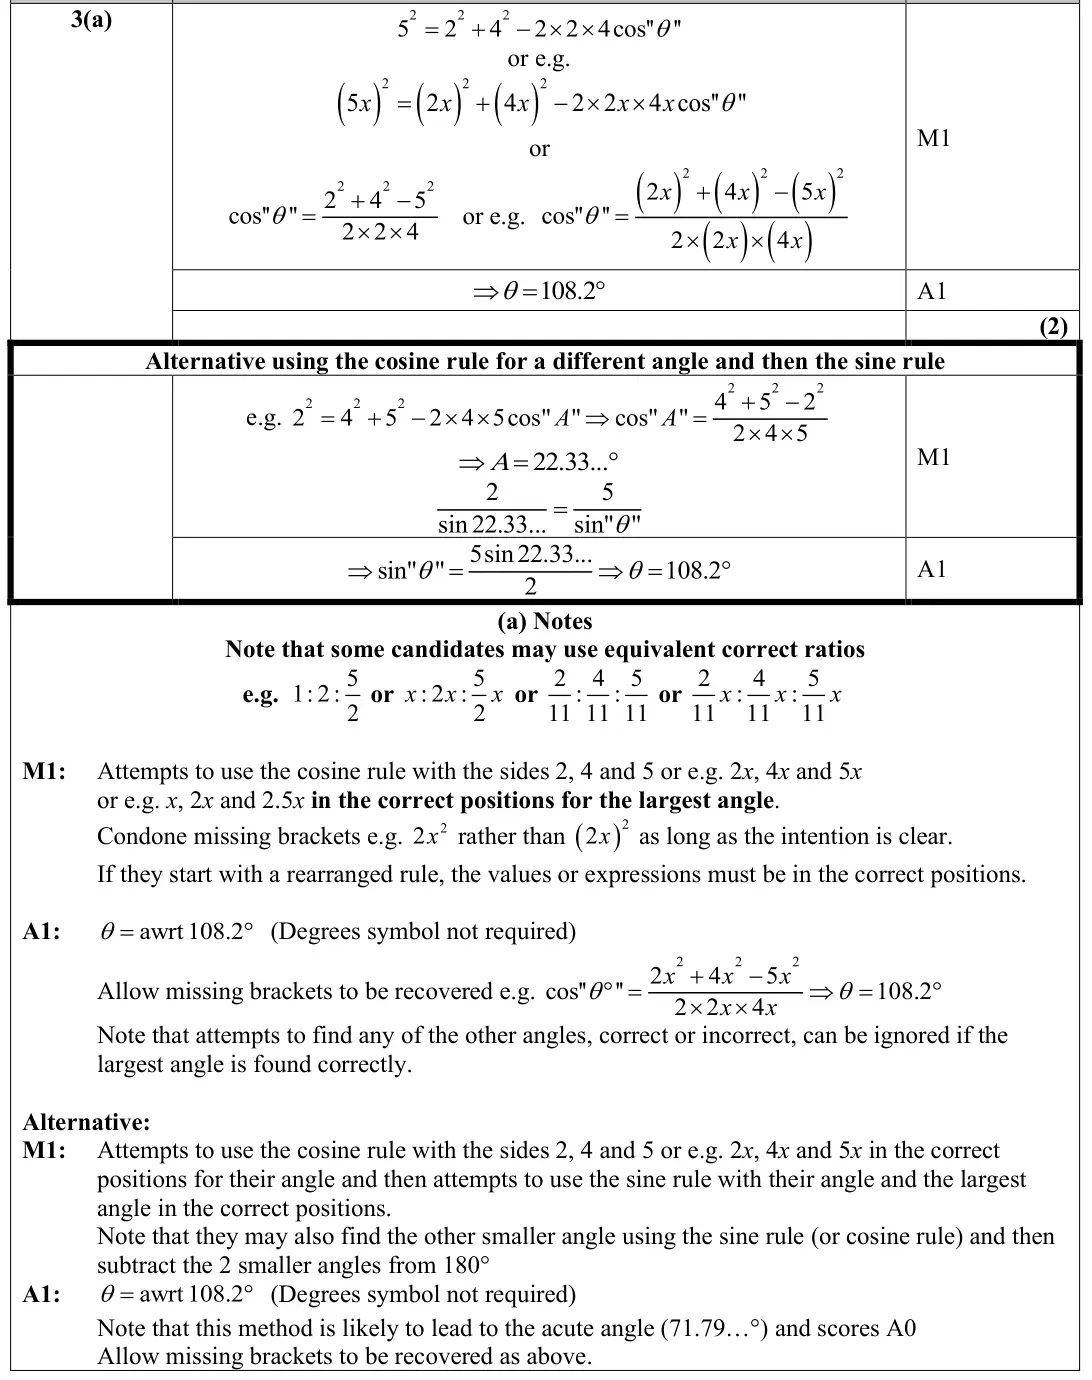 3(a)
5² = 2² + 4² − 2×2×4cos"θ"
or e.g.
(5x)² = (2x)² + (4x)² − 2×2x×4x cos"θ"
M1
or
cos"θ" = (2² + 4² − 5²)/(2×2×4) or e.g. cos"θ" = ((2x)² + (4x)² − (5x)²)/(2×(2x)×(4x))
⇒ θ = 108.2° A1
(2)
Alternative using the cosine rule for a different angle and then the sine rule
e.g. 2² = 4² + 5² − 2×4×5cos"A" ⇒ cos"A" = (4² + 5² − 2²)/(2×4×5)
⇒ A = 22.33...°
M1
2/(sin 22.33...) = 5/(sin"θ")
⇒ sin"θ" = (5sin 22.33...)/2 ⇒ θ = 108.2° A1
(a) Notes
Note that some candidates may use equivalent correct ratios
e.g. 1:2:5/2 or x:2x:5/2 x or 2/11:4/11:5/11 or 2/11 x:4/11 x:5/11 x
M1: Attempts to use the cosine rule with the sides 2, 4 and 5 or e.g. 2x, 4x and 5x
or e.g. x, 2x and 2.5x in the correct positions for the largest angle.
Condone missing brackets e.g. 2x² rather than (2x)² as long as the intention is clear.
If they start with a rearranged rule, the values or expressions must be in the correct positions.
A1: θ = awrt 108.2° (Degrees symbol not required)
Allow missing brackets to be recovered e.g. cos"θ°" = (2x² + 4x² − 5x²)/(2×2x×4x) ⇒ θ = 108.2°
Note that attempts to find any of the other angles, correct or incorrect, can be ignored if the
largest angle is found correctly.
Alternative:
M1: Attempts to use the cosine rule with the sides 2, 4 and 5 or e.g. 2x, 4x and 5x in the correct
positions for their angle and then attempts to use the sine rule with their angle and the largest
angle in the correct positions.
Note that they may also find the other smaller angle using the sine rule (or cosine rule) and then
subtract the 2 smaller angles from 180°
A1: θ = awrt 108.2° (Degrees symbol not required)
Note that this method is likely to lead to the acute angle (71.79…°) and scores A0
Allow missing brackets to be recovered as above.